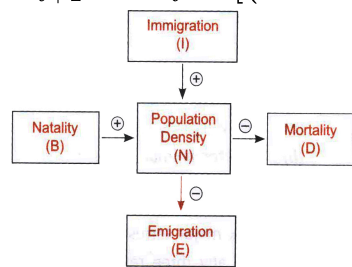 Immigration
(I)
+
Natality
(B)
+
Population
Density
(N)
−
Mortality
(D)
−
Emigration
(E)